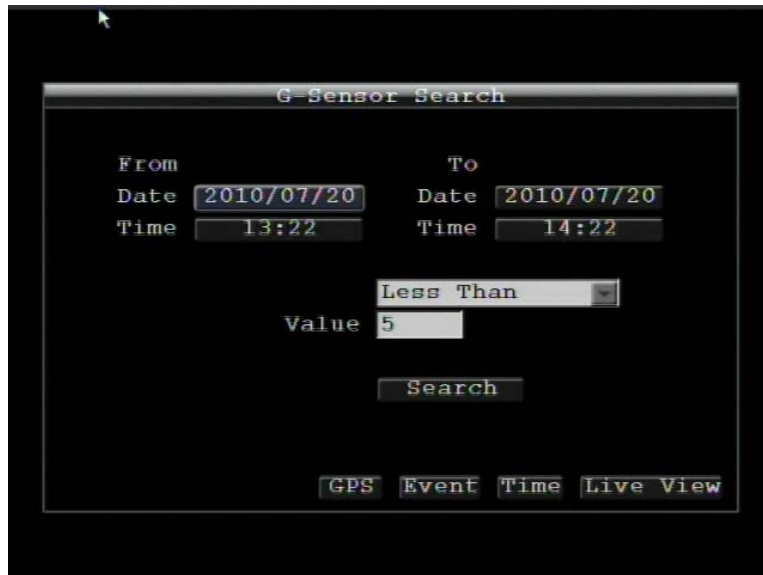 G-Sensor Search
From To
Date 2010/07/20 Date 2010/07/20
Time 13:22 Time 14:22
Less Than
Value 5
Search
GPS Event Time Live View